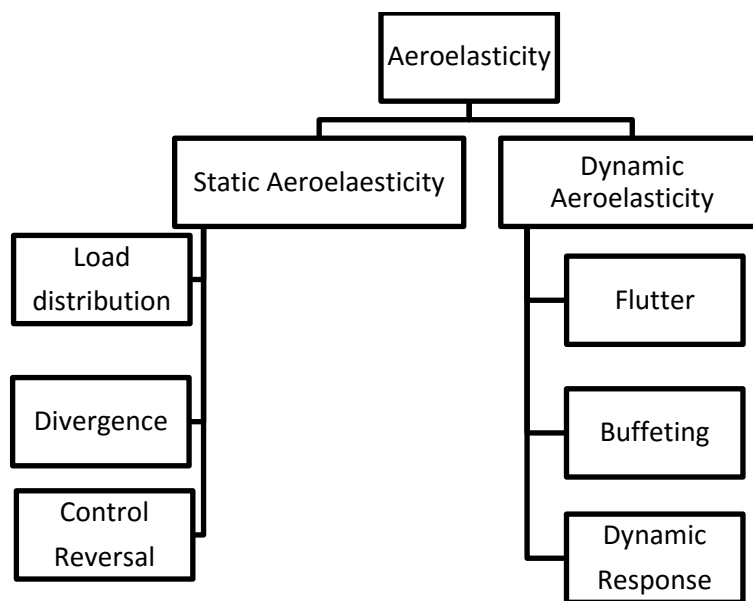 Aeroelasticity
Static Aeroelaesticity
Dynamic
Aeroelasticity
Load
distribution
Divergence
Control
Reversal
Flutter
Buffeting
Dynamic
Response